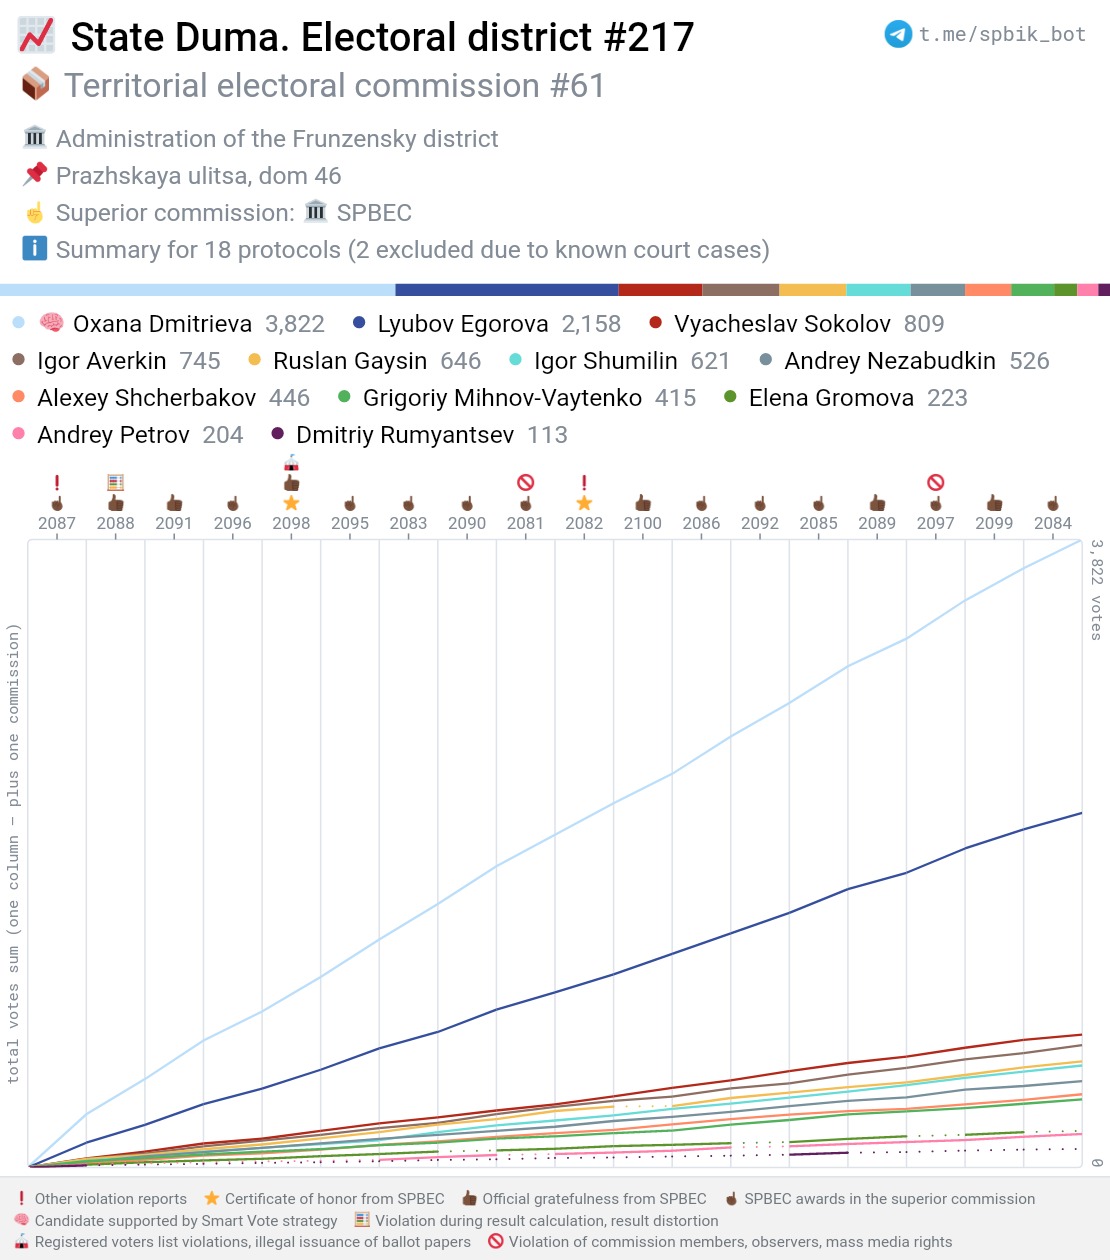 State Duma. Electoral district #217
t.me/spbik_bot
Territorial electoral commission #61
Administration of the Frunzensky district
Prazhskaya ulitsa, dom 46
Superior commission: SPBEC
Summary for 18 protocols (2 excluded due to known court cases)
Oxana Dmitrieva 3,822 Lyubov Egorova 2,158 Vyacheslav Sokolov 809
Igor Averkin 745 Ruslan Gaysin 646 Igor Shumilin 621 Andrey Nezabudkin 526
Alexey Shcherbakov 446 Grigoriy Mihnov-Vaytenko 415 Elena Gromova 223
Andrey Petrov 204 Dmitriy Rumyantsev 113
2087 2088 2091 2096 2098 2095 2083 2090 2081 2082 2100 2086 2092 2085 2089 2097 2099 2084
3,822 votes
total votes sum (one column – plus one commission)
0
Other violation reports Certificate of honor from SPBEC Official gratefulness from SPBEC SPBEC awards in the superior commission
Candidate supported by Smart Vote strategy Violation during result calculation, result distortion
Registered voters list violations, illegal issuance of ballot papers Violation of commission members, observers, mass media rights